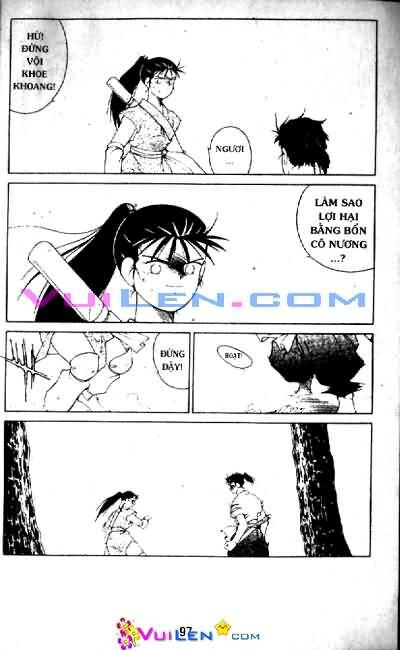 HỪ!
ĐỪNG
VỘI
KHOE
KHOANG!
NGƯƠI
...
LÀM SAO
LỢI HẠI
BẰNG BỔN
CÔ NƯƠNG
...?
VUILEN.COM
ĐỨNG
DẬY!
HOẠT!
97
VUILEN.COM